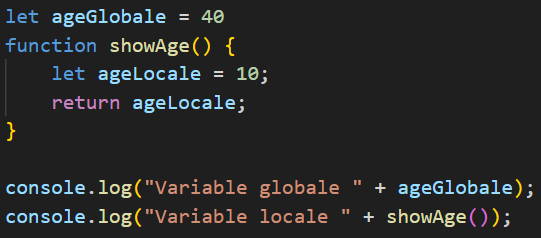 let ageGlobale = 40
function showAge() {
    let ageLocale = 10;
    return ageLocale;
}

console.log("Variable globale " + ageGlobale);
console.log("Variable locale " + showAge());